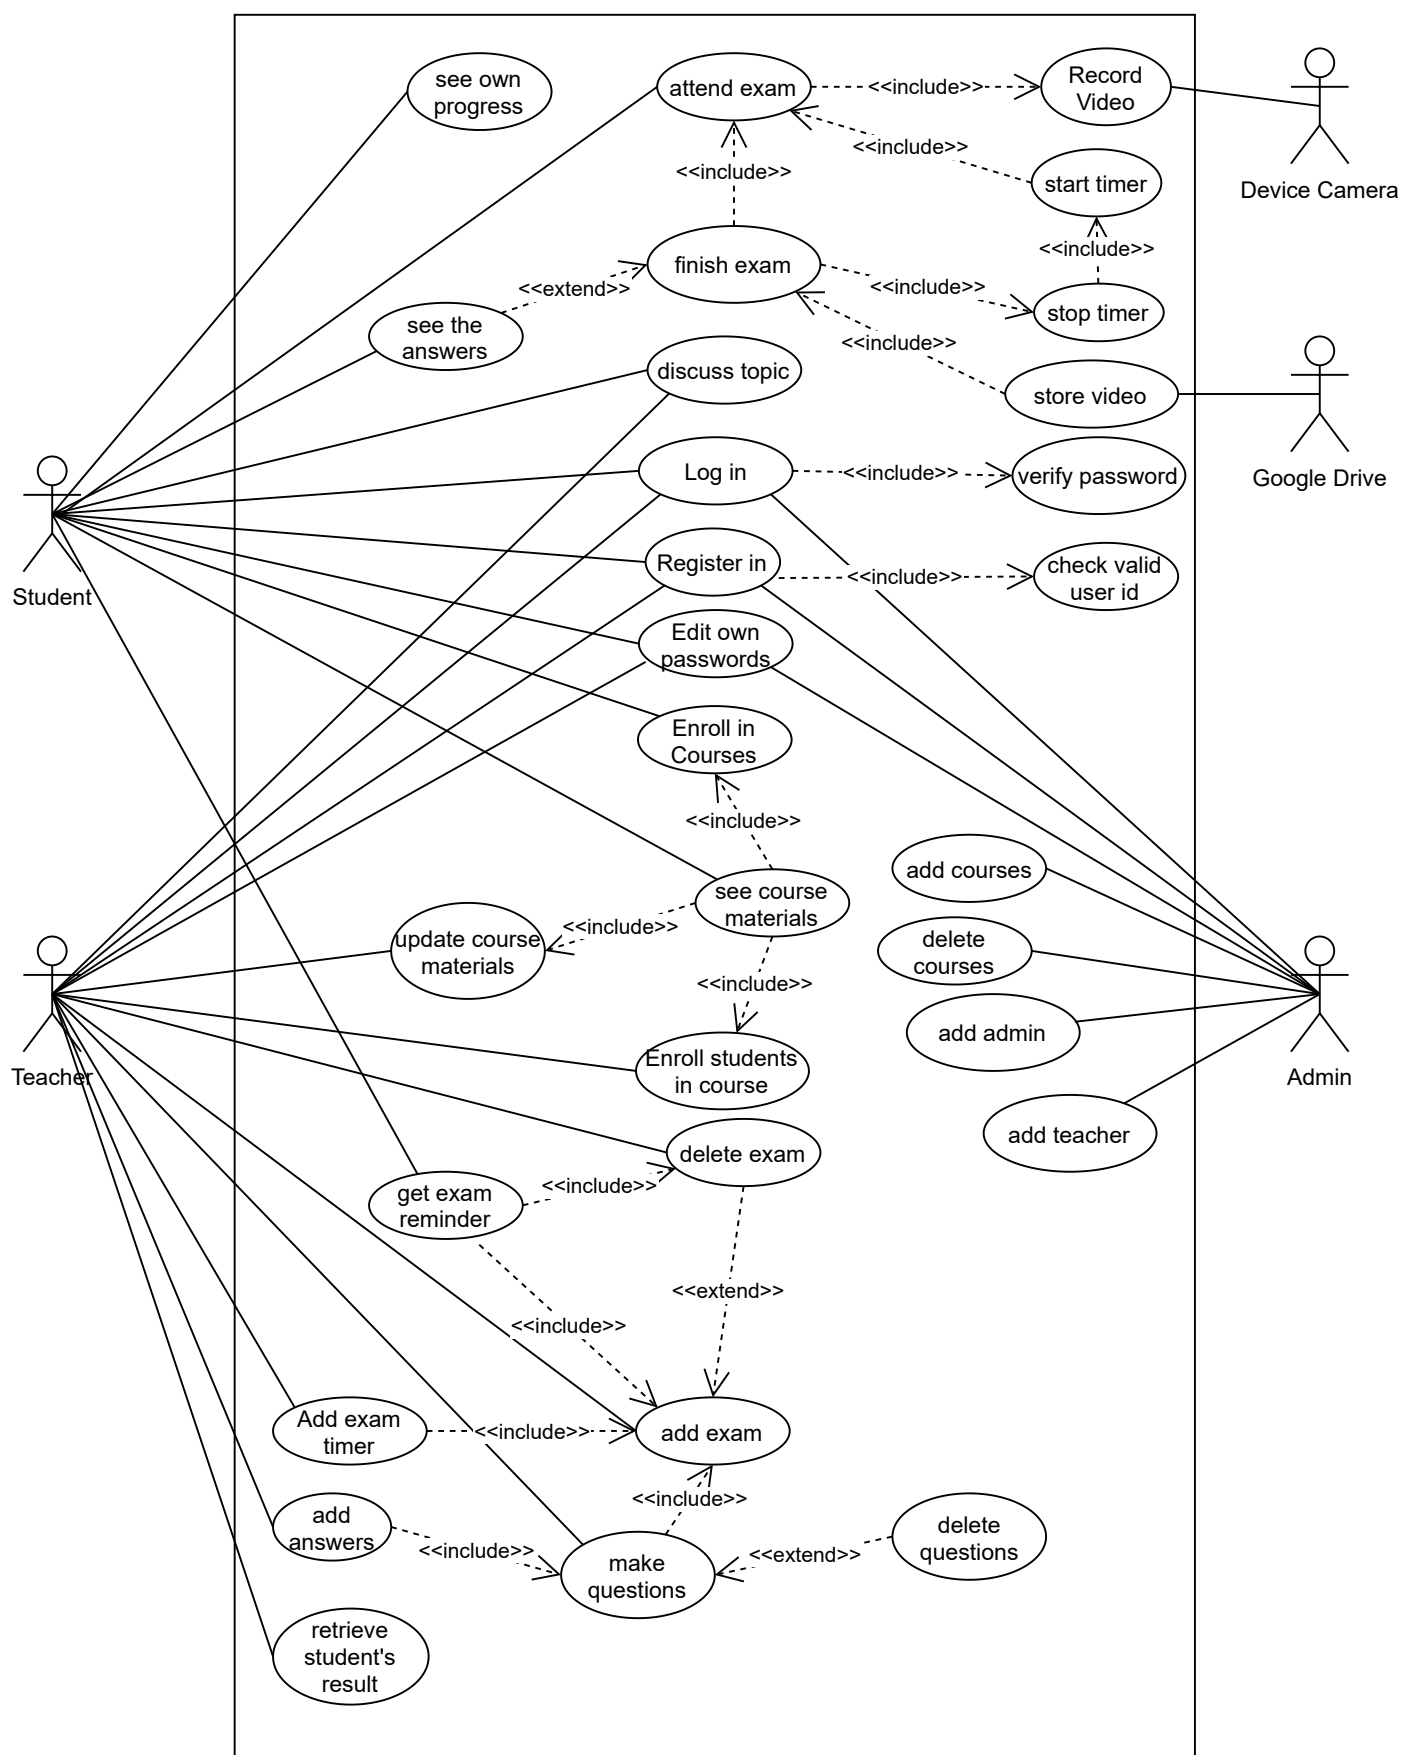 see own
progress
attend exam
<<include>>
Record
Video
Device Camera
<<include>>
<<include>>
start timer
<<include>>
finish exam
<<extend>>
<<include>>
stop timer
see the
answers
<<include>>
discuss topic
store video
Google Drive
Log in
<<include>>
verify password
Student
Register in
<<include>>
check valid
user id
Edit own
passwords
Enroll in
Courses
<<include>>
add courses
see course
materials
<<include>>
update course
materials
delete
courses
<<include>>
add admin
Teacher
Admin
Enroll students
in course
add teacher
delete exam
<<include>>
get exam
reminder
<<extend>>
<<include>>
Add exam
timer
<<include>>
add exam
<<include>>
add
answers
<<include>>
make
questions
<<extend>>
delete
questions
retrieve
student's
result